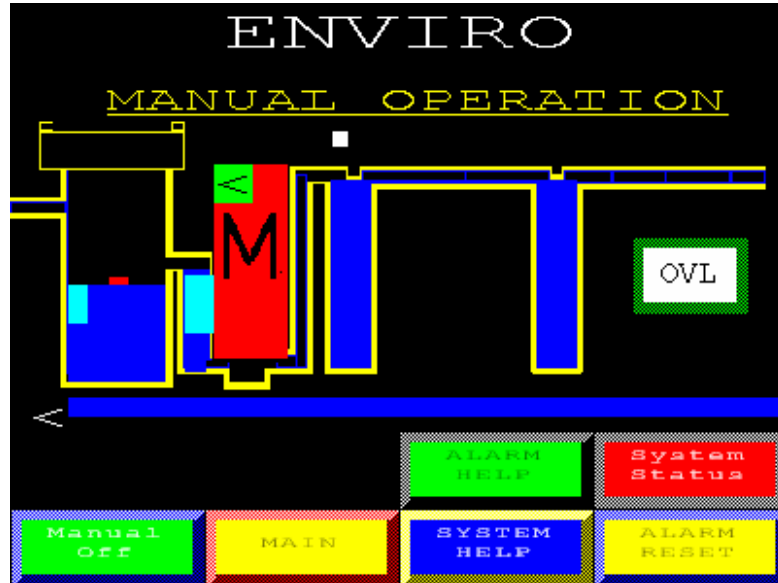 ENVIRO
MANUAL OPERATION
<
M
OVL
<
ALARM
HELP
System
Status
Manual
Off
MAIN
SYSTEM
HELP
ALARM
RESET